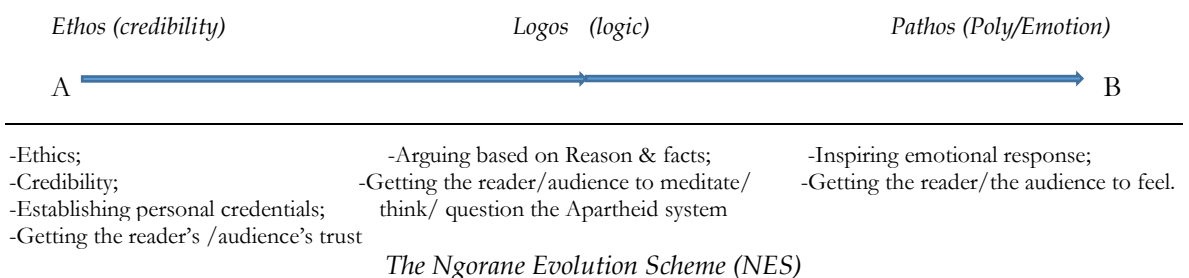 Ethos (credibility) Logos (logic) Pathos (Poly/Emotion)
A B
-Ethics; -Arguing based on Reason & facts; -Inspiring emotional response;
-Credibility; -Getting the reader/audience to meditate/ -Getting the reader/the audience to feel.
-Establishing personal credentials; think/ question the Apartheid system
-Getting the reader's /audience's trust
The Ngorane Evolution Scheme (NES)